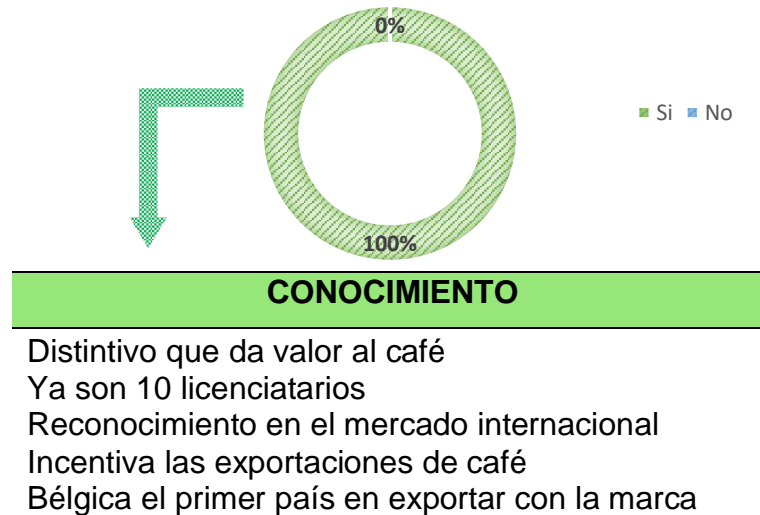 0%
Si No
100%
CONOCIMIENTO
Distintivo que da valor al café
Ya son 10 licenciatarios
Reconocimiento en el mercado internacional
Incentiva las exportaciones de café
Bélgica el primer país en exportar con la marca